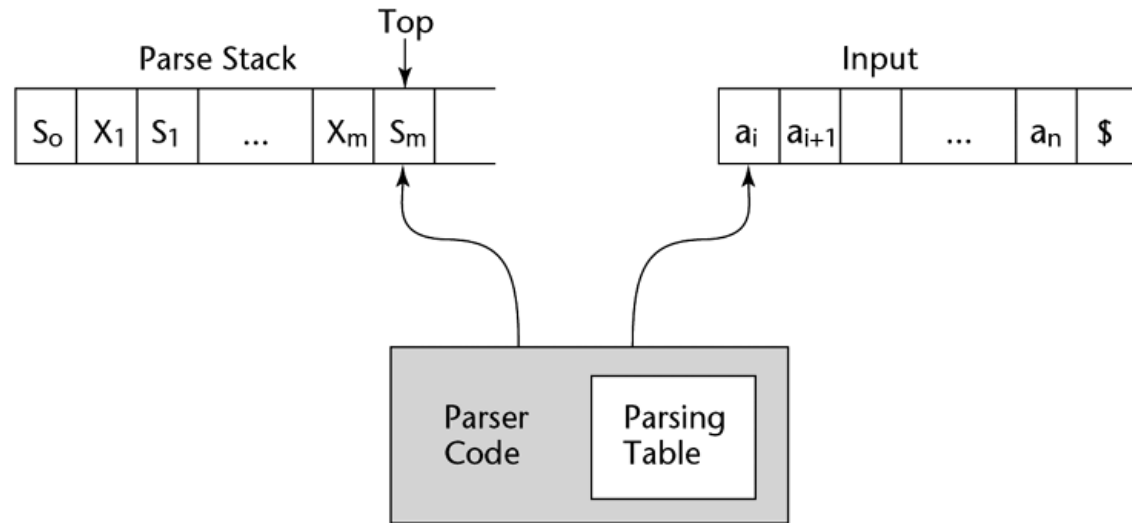 Top
Parse Stack
Input
S₀ X₁ S₁ ... Xₘ Sₘ
aᵢ aᵢ₊₁ ... aₙ $
Parser Code
Parsing Table